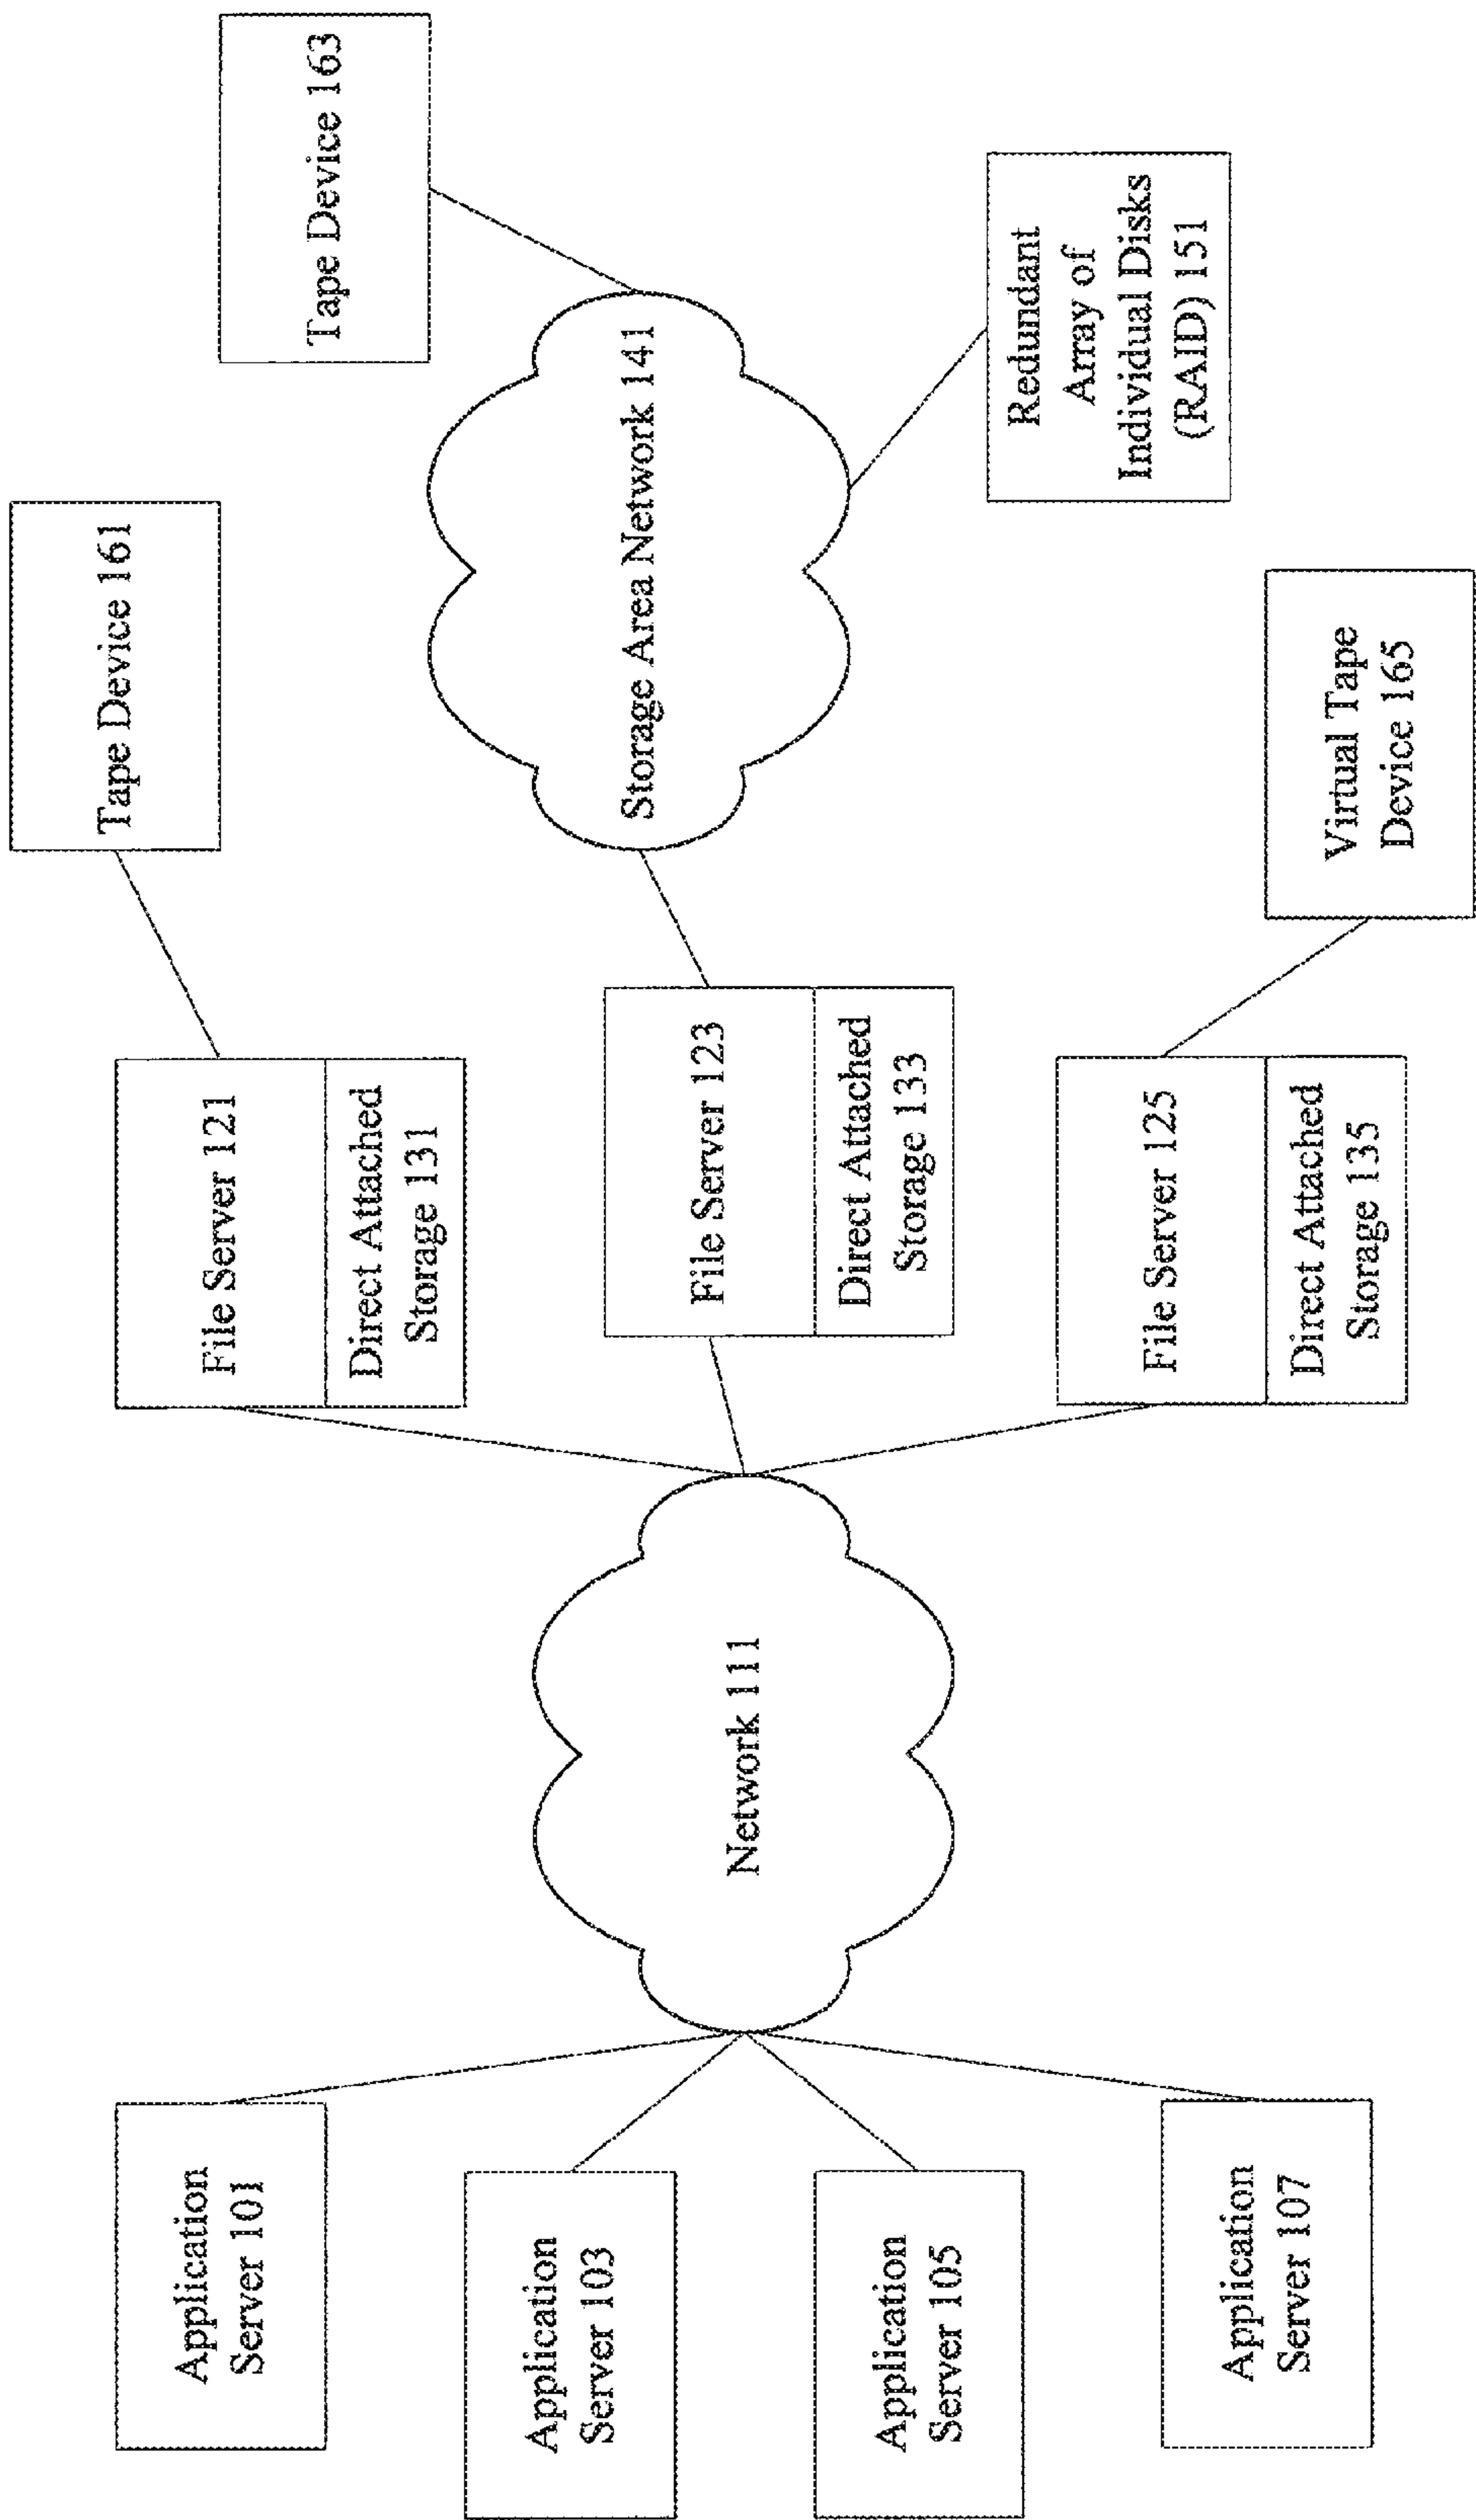 Application
Server 101
Application
Server 103
Application
Server 105
Application
Server 107
Network 111
File Server 121
Direct Attached
Storage 131
File Server 123
Direct Attached
Storage 133
File Server 125
Direct Attached
Storage 135
Tape Device 161
Storage Area Network 141
Virtual Tape
Device 165
Tape Device 163
Redundant
Array of
Individual Disks
(RAID) 151